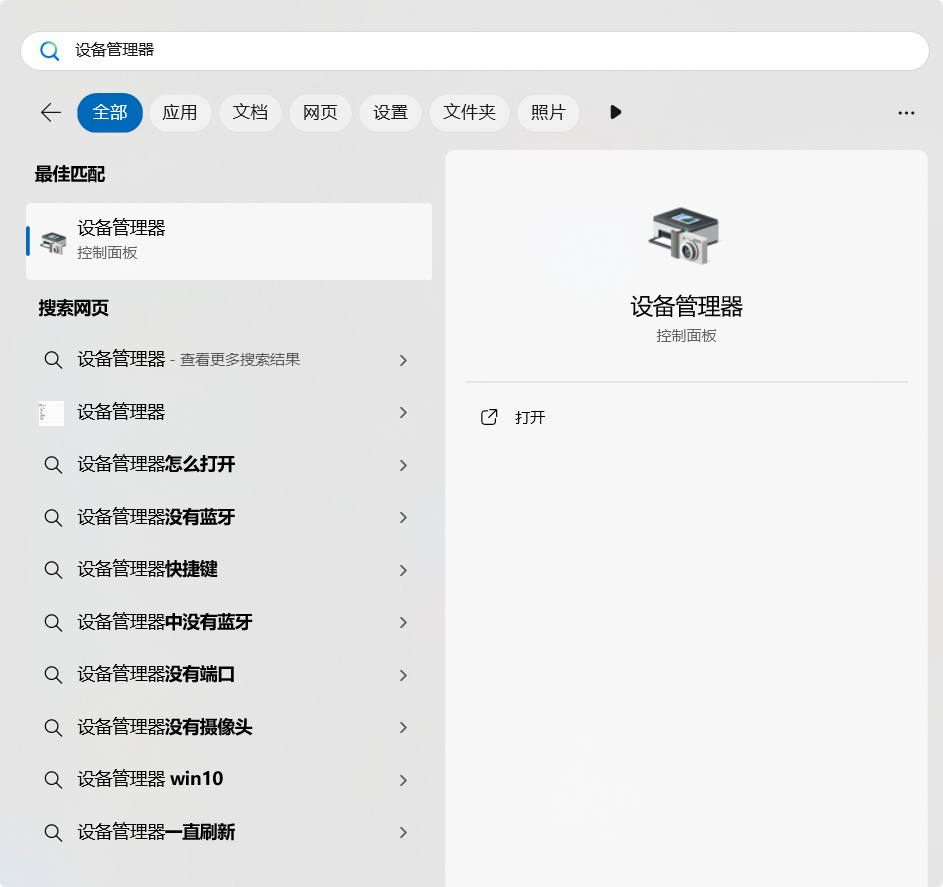 设备管理器
全部 应用 文档 网页 设置 文件夹 照片
最佳匹配
设备管理器
控制面板
搜索网页
设备管理器 - 查看更多搜索结果
设备管理器
设备管理器怎么打开
设备管理器没有蓝牙
设备管理器快捷键
设备管理器中没有蓝牙
设备管理器没有端口
设备管理器没有摄像头
设备管理器 win10
设备管理器一直刷新
设备管理器
控制面板
打开